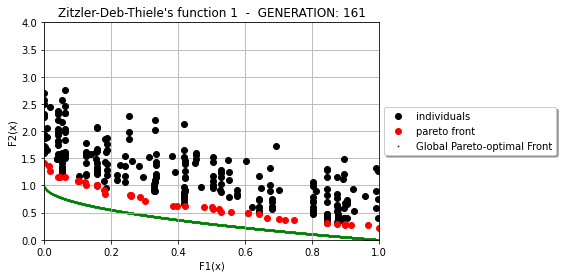 Zitzler-Deb-Thiele's function 1 - GENERATION: 161
4.0
3.5
3.0
2.5
2.0
1.5
1.0
0.5
0.0
F2(x)
0.0 0.2 0.4 0.6 0.8 1.0
F1(x)
individuals
pareto front
Global Pareto-optimal Front